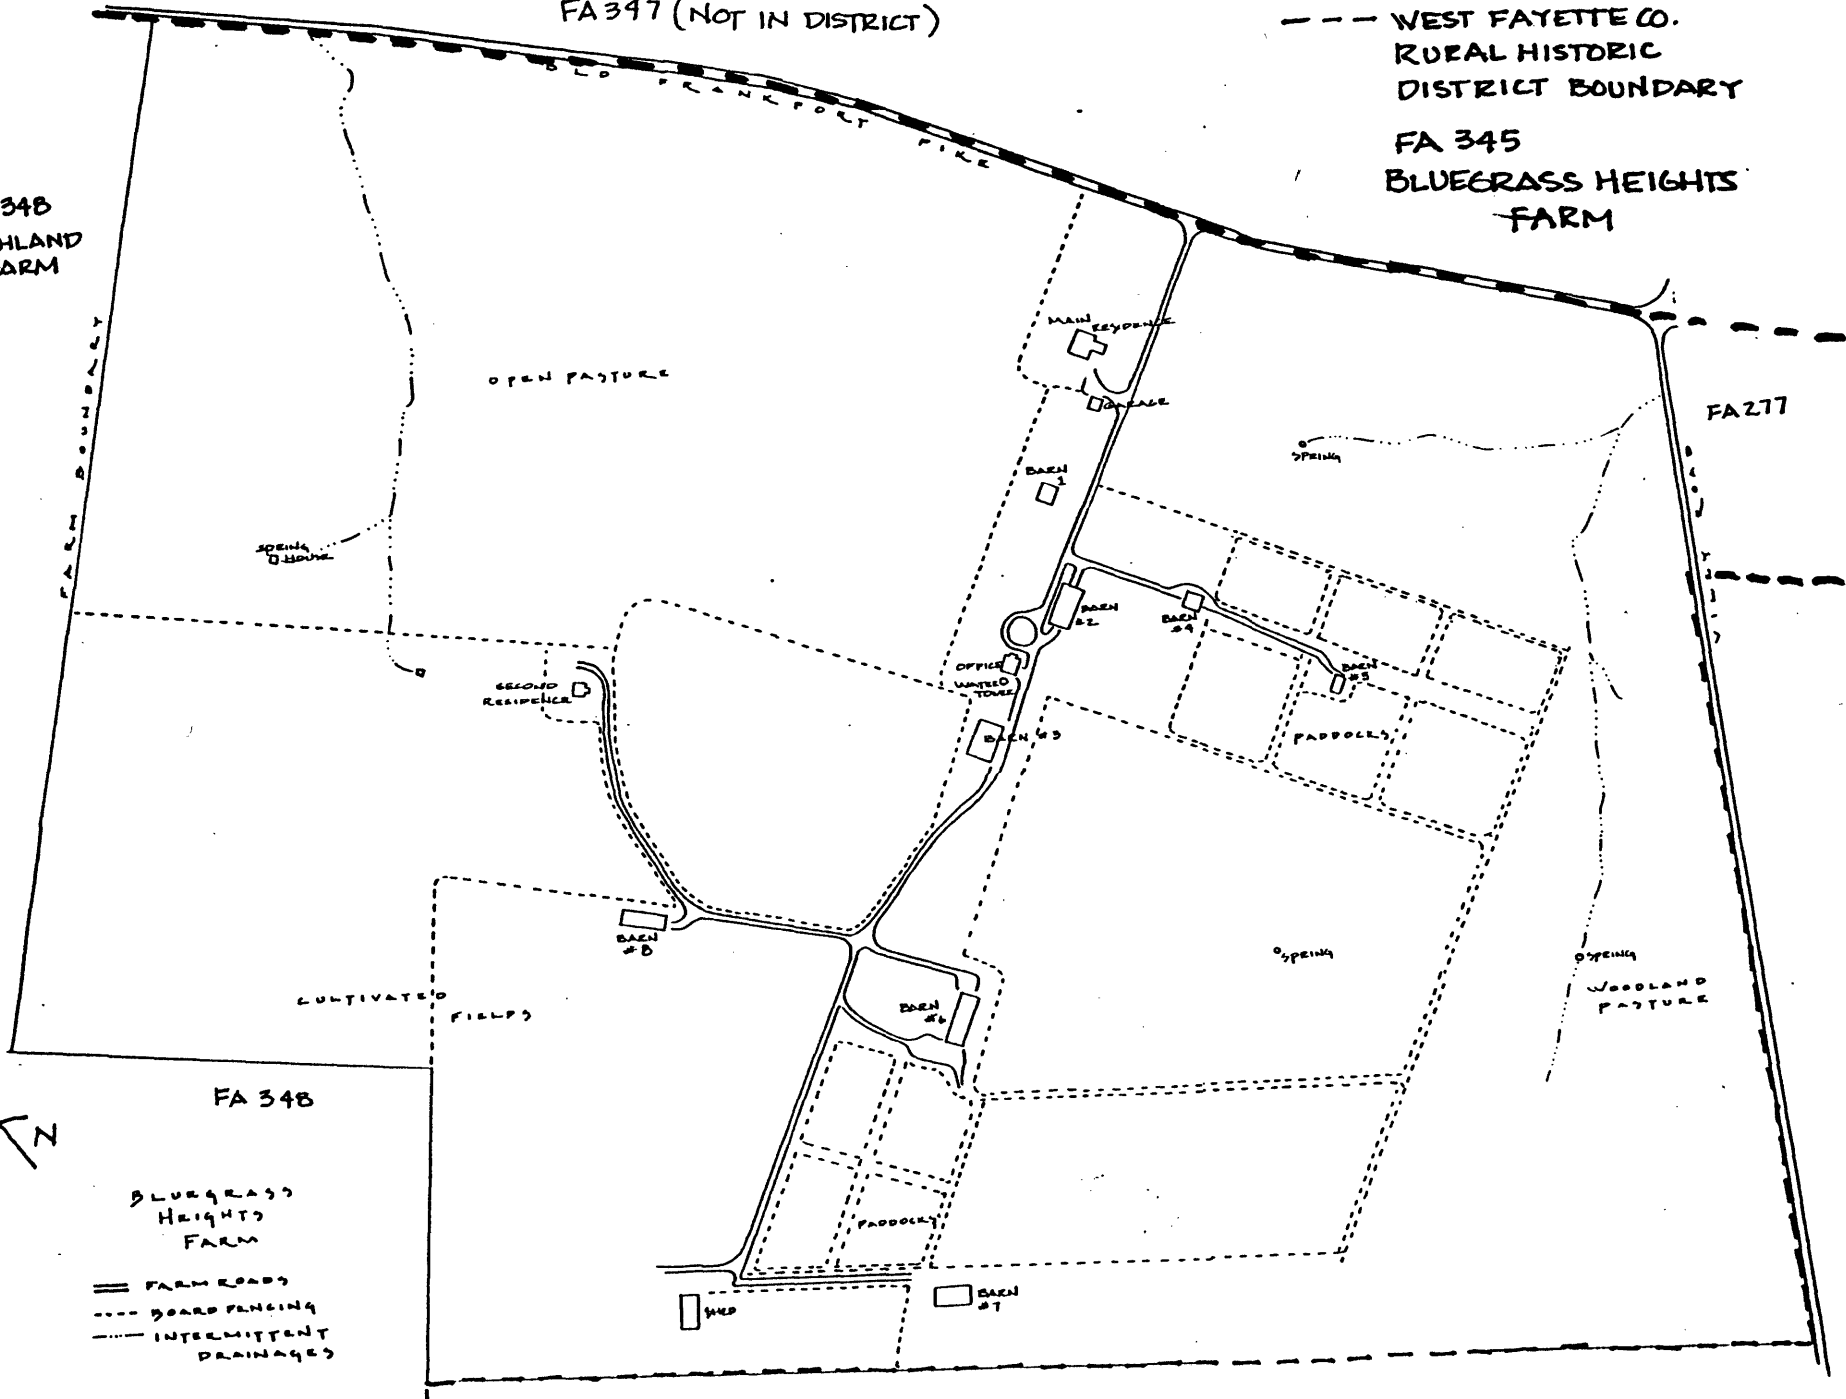 FA 397 (NOT IN DISTRICT)
WEST FAYETTE CO.
RURAL HISTORIC
DISTRICT BOUNDARY
FA 345
BLUEGRASS HEIGHTS
FARM
OLD FRANKFORT PIKE
348
HLAND
ARM
FARM BOUNDARY
MAIN RESIDENCE
GARAGE
OPEN PASTURE
FA 277
SPRING
BARN
1
SPRING
HOUSE
BARN
#2
BARN
#4
OFFICE
WATER
TOWER
BARN
#5
SECOND
RESIDENCE
BARN #3
PADDOCKS
BARN
#8
SPRING
SPRING
WOODLAND
PASTURE
CULTIVATED
FIELDS
BARN
#6
FA 348
N
BLUEGRASS
HEIGHTS
FARM
PADDOCKS
FARM ROADS
BOARD FENCING
INTERMITTENT
DRAINAGES
SHED
BARN
#7